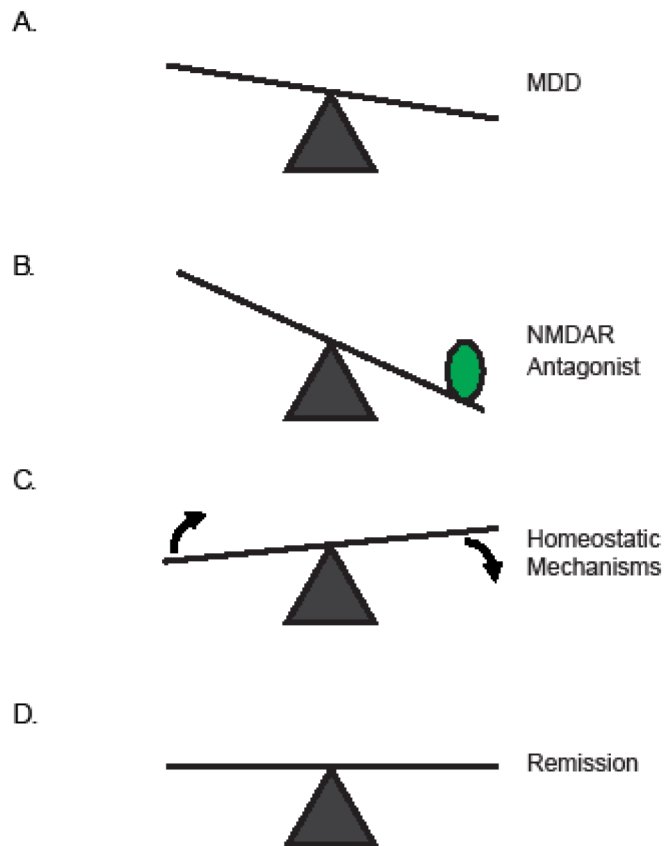 A.
MDD
B.
NMDAR
Antagonist
C.
Homeostatic
Mechanisms
D.
Remission